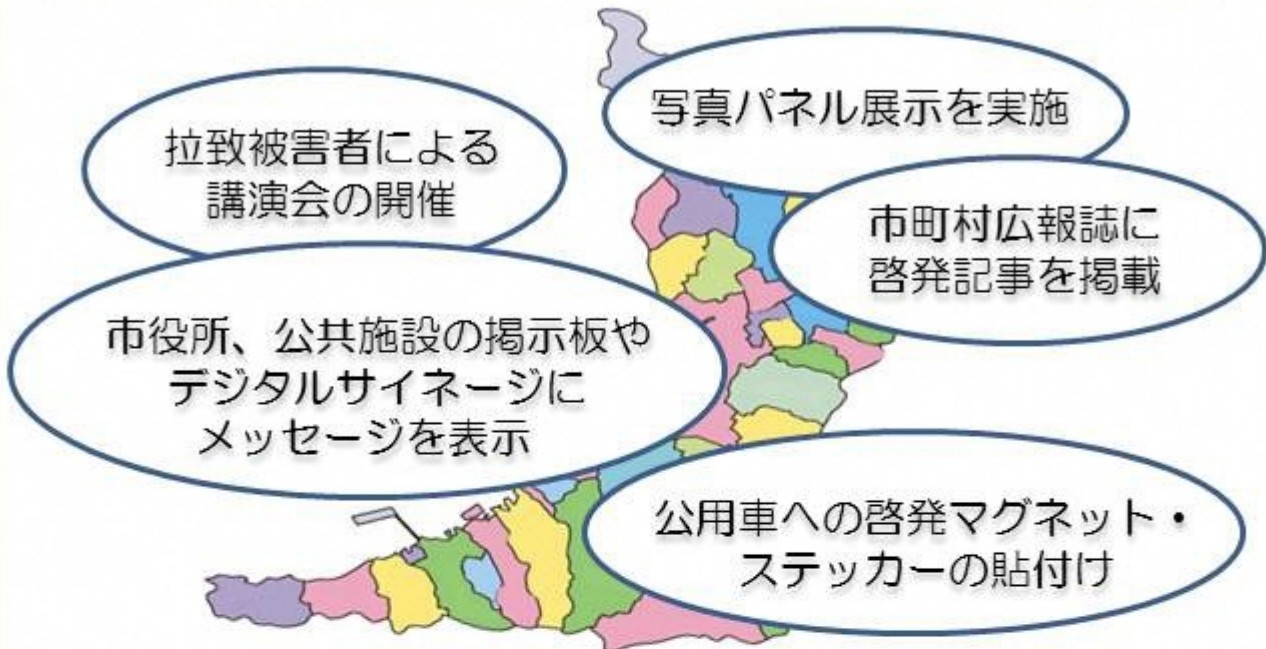 写真パネル展示を実施
拉致被害者による
講演会の開催
市町村広報誌に
啓発記事を掲載
市役所、公共施設の掲示板や
デジタルサイネージに
メッセージを表示
公用車への啓発マグネット・
ステッカーの貼付け